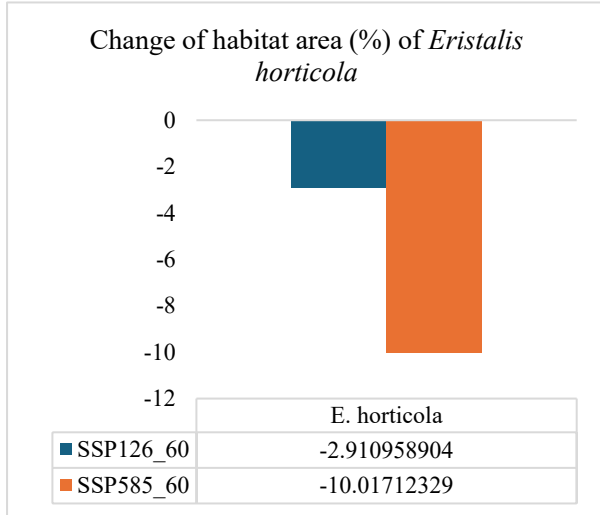 Change of habitat area (%) of Eristalis
horticola
0
-2
-4
-6
-8
-10
-12
E. horticola
SSP126_60 -2.910958904
SSP585_60 -10.01712329